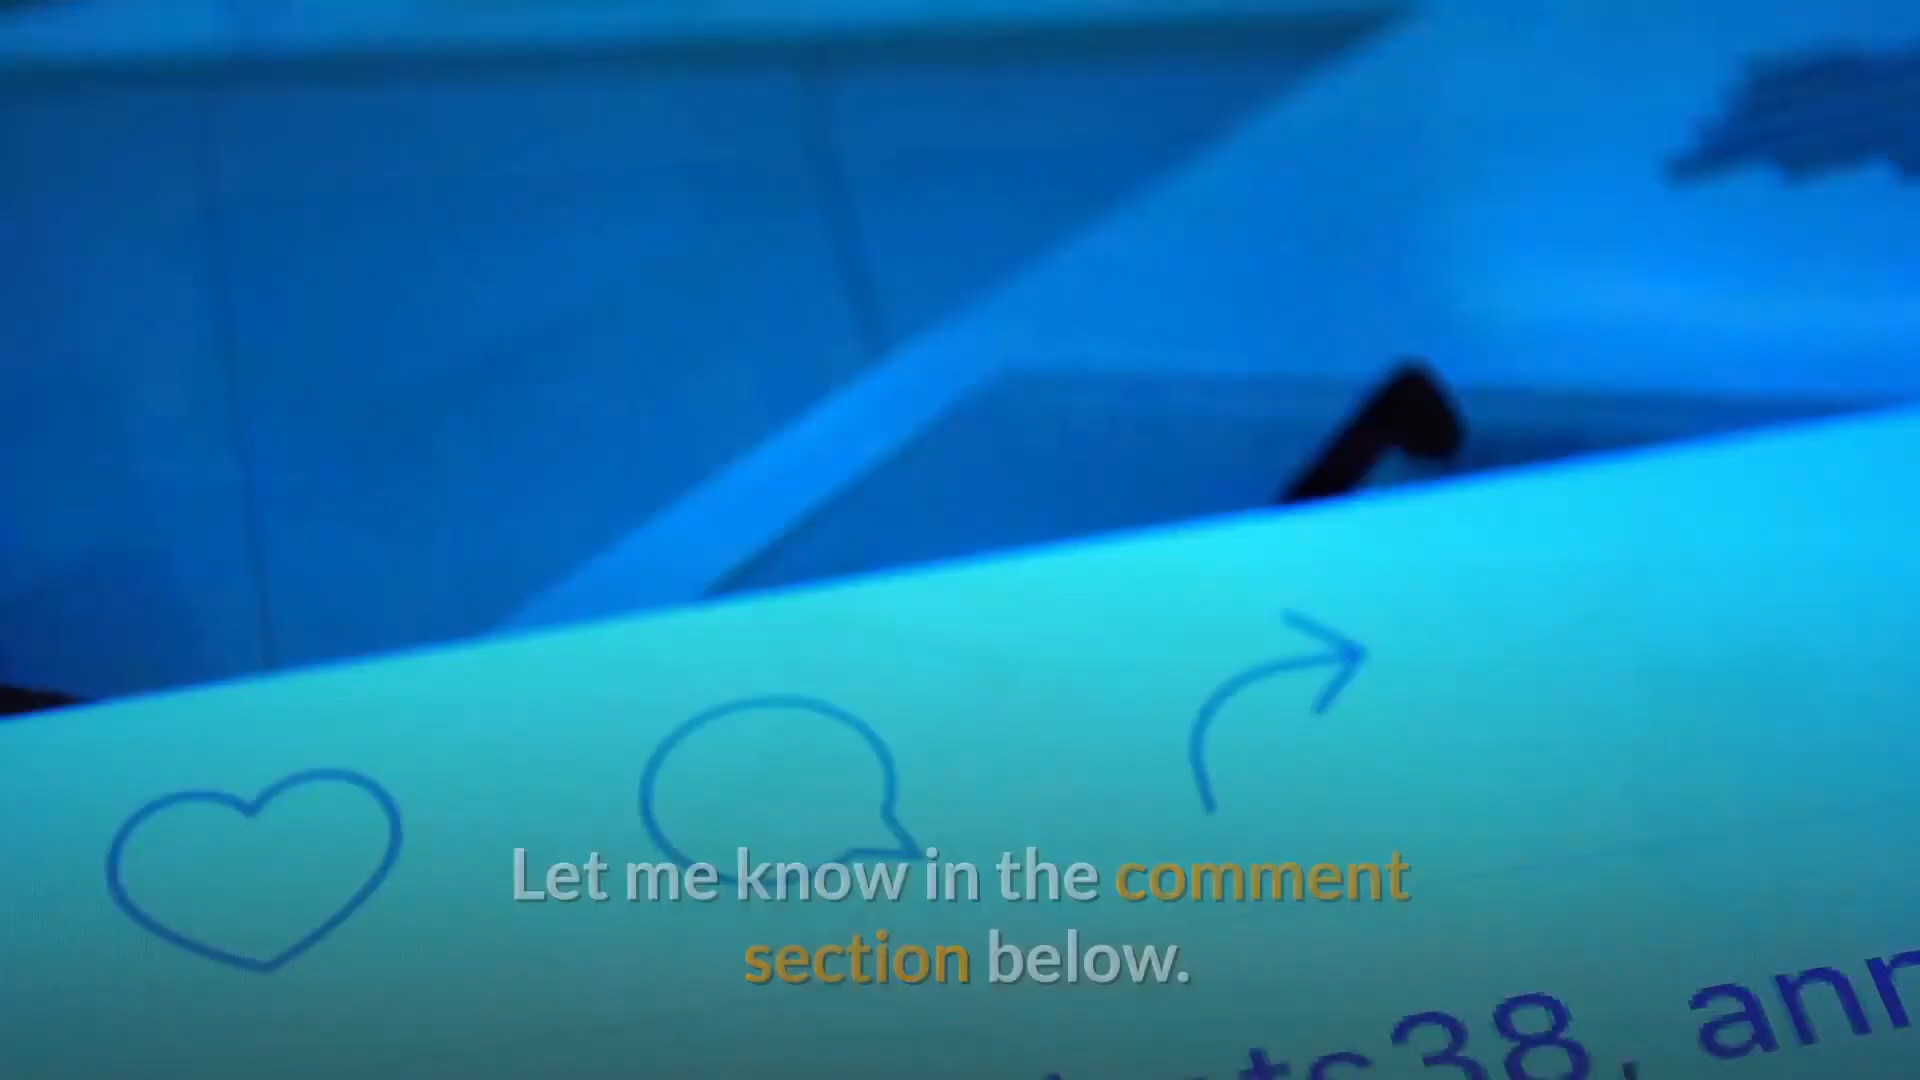 Let me know in the comment
section below.